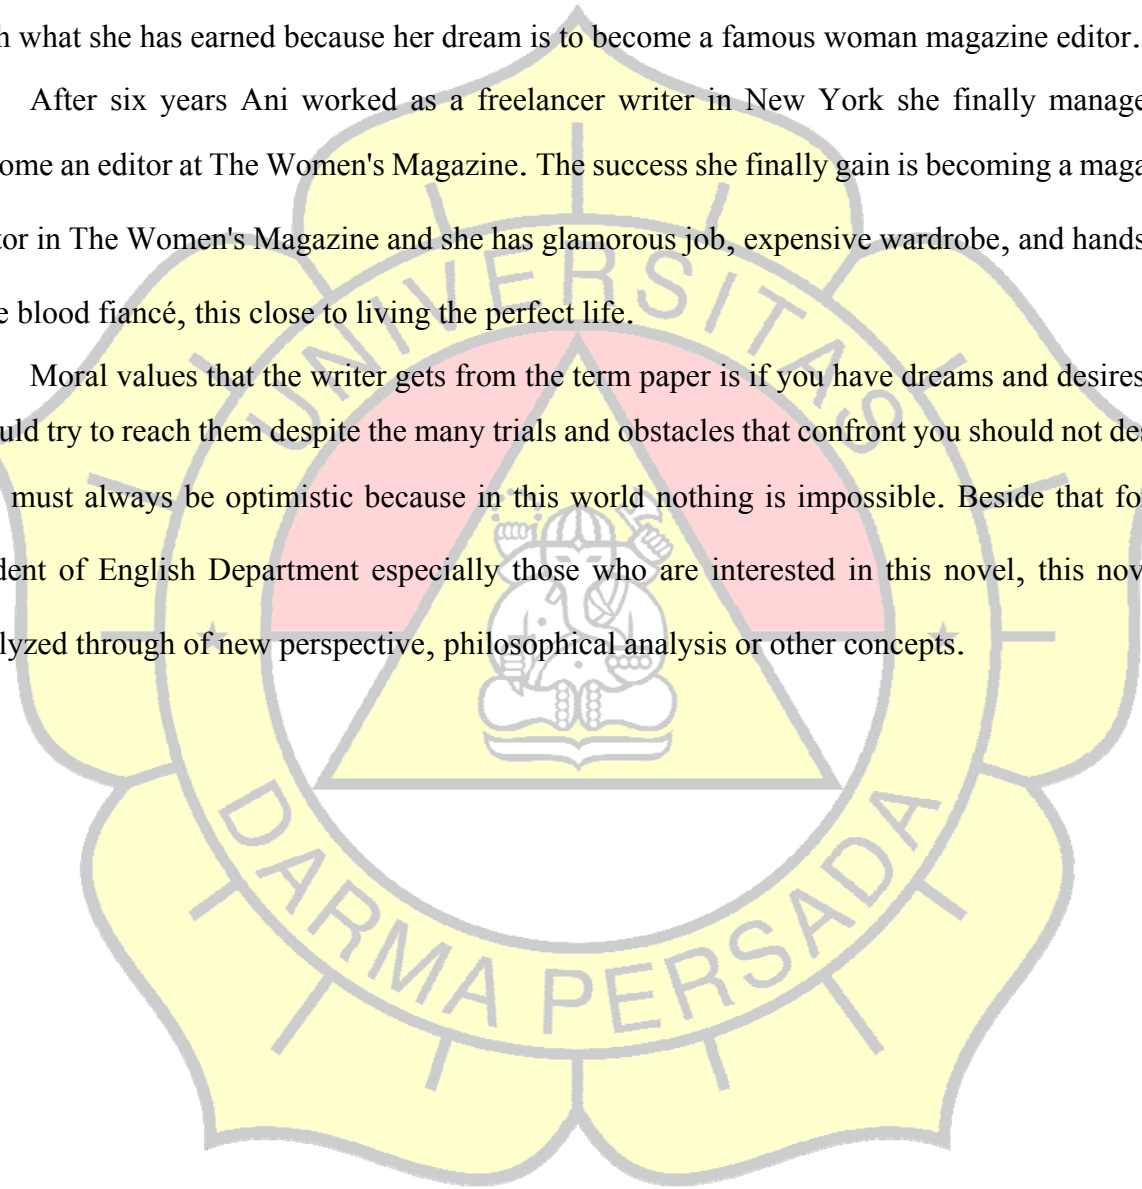 h what she has earned because her dream is to become a famous woman magazine editor.
After six years Ani worked as a freelancer writer in New York she finally manage
ome an editor at The Women's Magazine. The success she finally gain is becoming a maga
tor in The Women's Magazine and she has glamorous job, expensive wardrobe, and hands
e blood fiancé, this close to living the perfect life.
Moral values that the writer gets from the term paper is if you have dreams and desires
uld try to reach them despite the many trials and obstacles that confront you should not des
must always be optimistic because in this world nothing is impossible. Beside that fo
dent of English Department especially those who are interested in this novel, this nov
lyzed through of new perspective, philosophical analysis or other concepts.
UNIVERSITAS
DARMA PERSADA